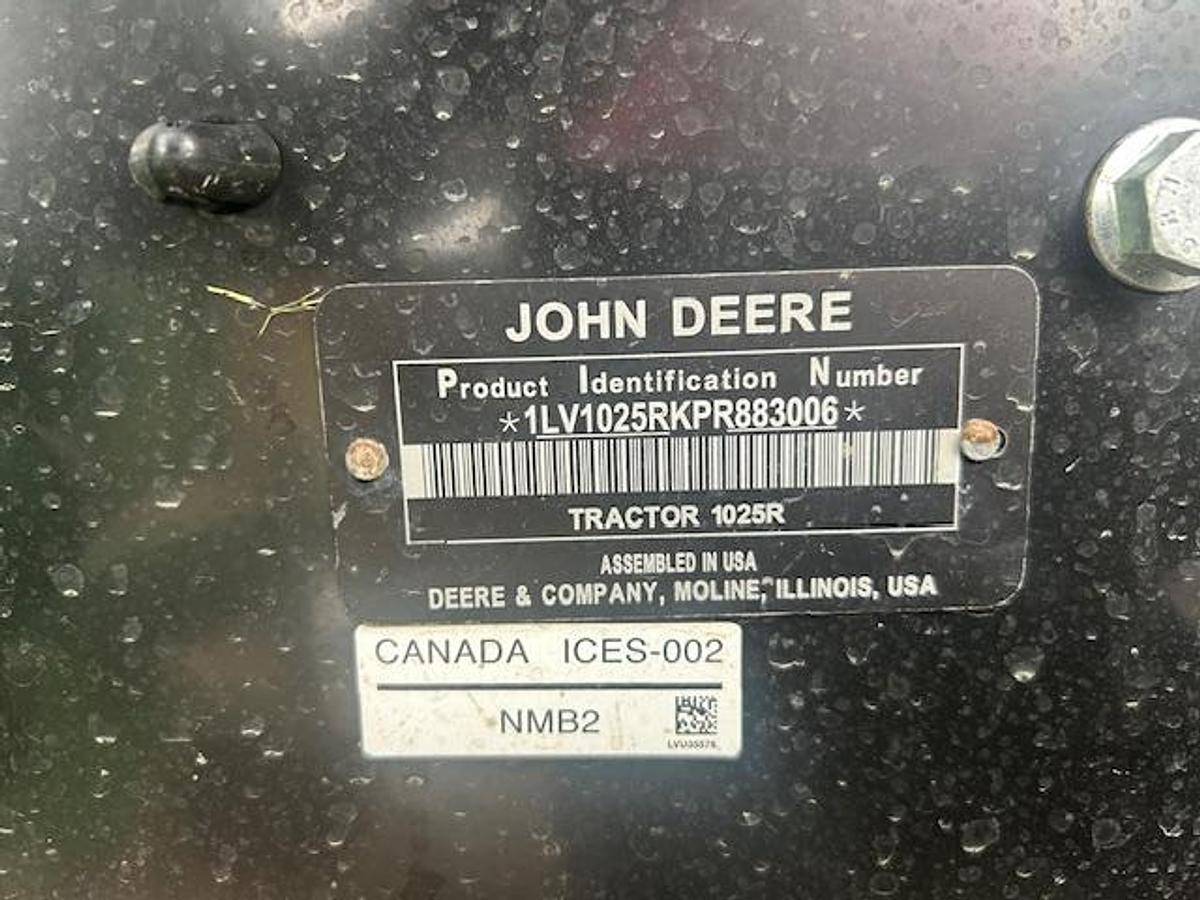 JOHN DEERE
Product Identification Number
*1LV1025RKPR883006*
TRACTOR 1025R
ASSEMBLED IN USA
DEERE & COMPANY, MOLINE, ILLINOIS, USA
CANADA ICES-002
NMB2